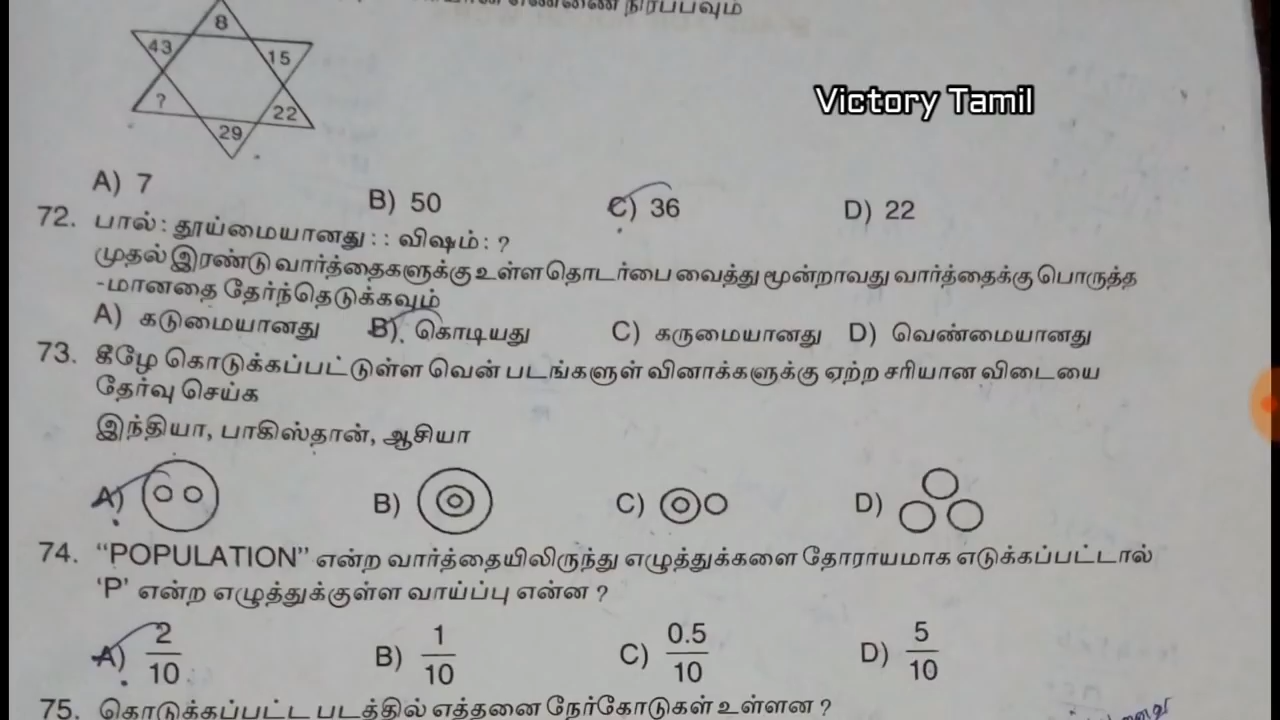 எண்ணை நிரப்பவும்
8
43
15
?
22
29
Victory Tamil
A) 7 B) 50 C) 36 D) 22
72. பால் : தூய்மையானது : : விஷம் : ?
முதல் இரண்டு வார்த்தைகளுக்கு உள்ள தொடர்பை வைத்து மூன்றாவது வார்த்தைக்கு பொருத்த
-மானதை தேர்ந்தெடுக்கவும்
A) கடுமையானது B) கொடியது C) கருமையானது D) வெண்மையானது
73. கீழே கொடுக்கப்பட்டுள்ள வென் படங்களுள் வினாக்களுக்கு ஏற்ற சரியான விடையை
தேர்வு செய்க
இந்தியா, பாகிஸ்தான், ஆசியா
A) B) C) D)
74. “POPULATION” என்ற வார்த்தையிலிருந்து எழுத்துக்களை தோராயமாக எடுக்கப்பட்டால்
‘P’ என்ற எழுத்துக்குள்ள வாய்ப்பு என்ன ?
A) 2/10 B) 1/10 C) 0.5/10 D) 5/10
75. கொடுக்கப்பட்ட படத்தில் எத்தனை நேர்கோடுகள் உள்ளன ?